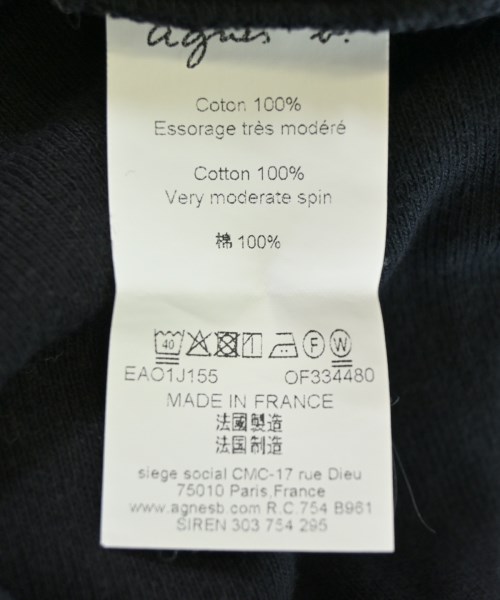 agnès b.
Coton 100%
Essorage très modéré
Cotton 100%
Very moderate spin
棉 100%
40 F W
EAO1J155 OF334480
MADE IN FRANCE
法國製造
法国制造
siege social CMC-17 rue Dieu
75010 Paris,France
www.agnesb.com R.C.754 B961
SIREN 303 754 295